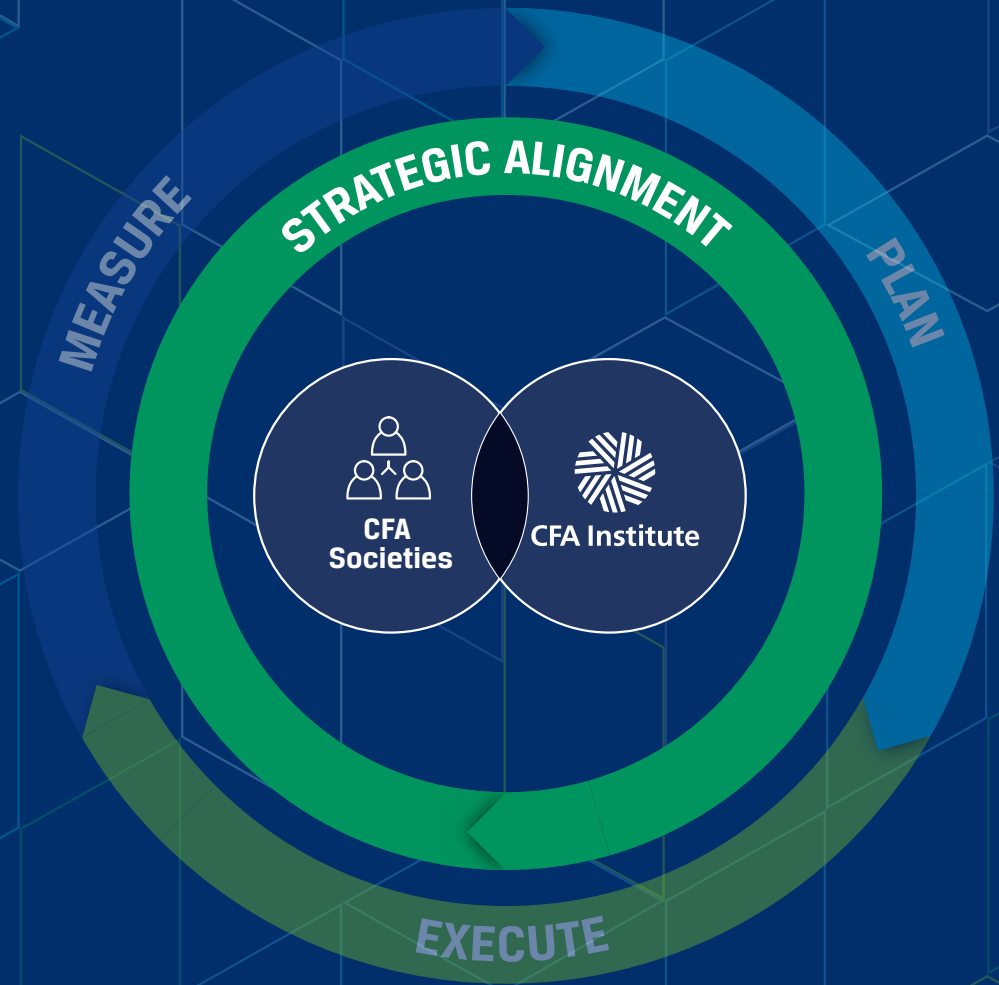 STRATEGIC ALIGNMENT
MEASURE
PLAN
CFA
Societies
CFA Institute
EXECUTE